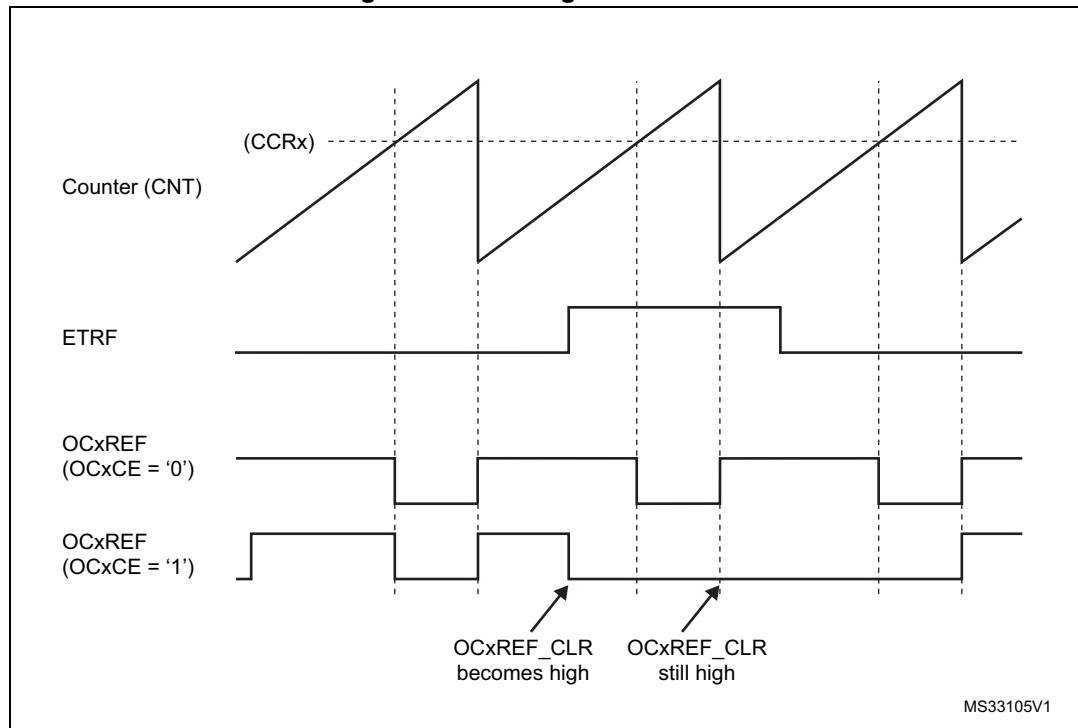 (CCRx)
Counter (CNT)
ETRF
OCxREF
(OCxCE = ‘0’)
OCxREF
(OCxCE = ‘1’)
OCxREF_CLR
becomes high
OCxREF_CLR
still high
MS33105V1